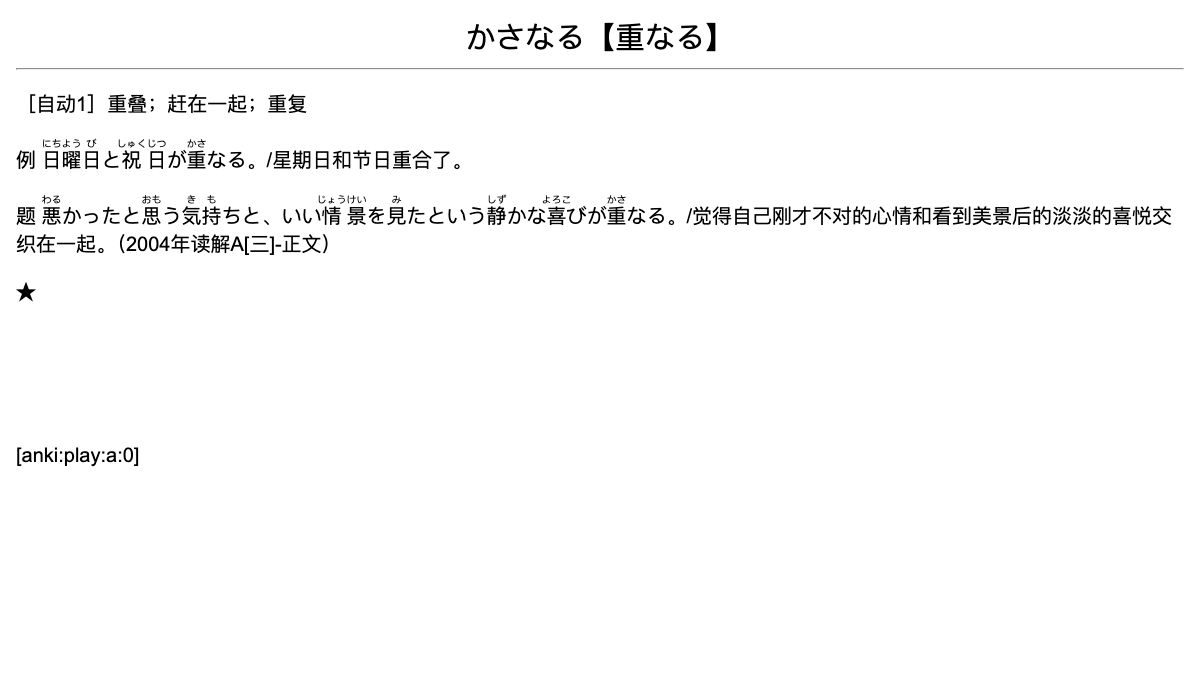 かさなる【重なる】
［自动1］重叠；赶在一起；重复
にちよう び しゅくじつ かさ
例 日曜日と祝日が重なる。/星期日和节日重合了。
わる おも き も じょうけい み しず よろこ かさ
题 悪かったと思う気持ちと、いい情景を見たという静かな喜びが重なる。/觉得自己刚才不对的心情和看到美景后的淡淡的喜悦交
织在一起。（2004年读解A[三]-正文）
★
[anki:play:a:0]